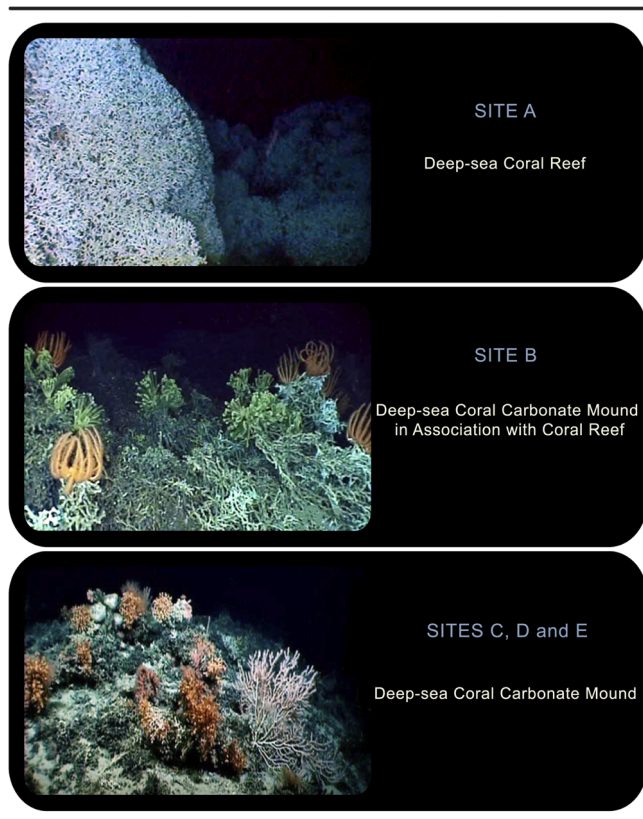 SITE A
Deep-sea Coral Reef
SITE B
Deep-sea Coral Carbonate Mound
in Association with Coral Reef
SITES C, D and E
Deep-sea Coral Carbonate Mound